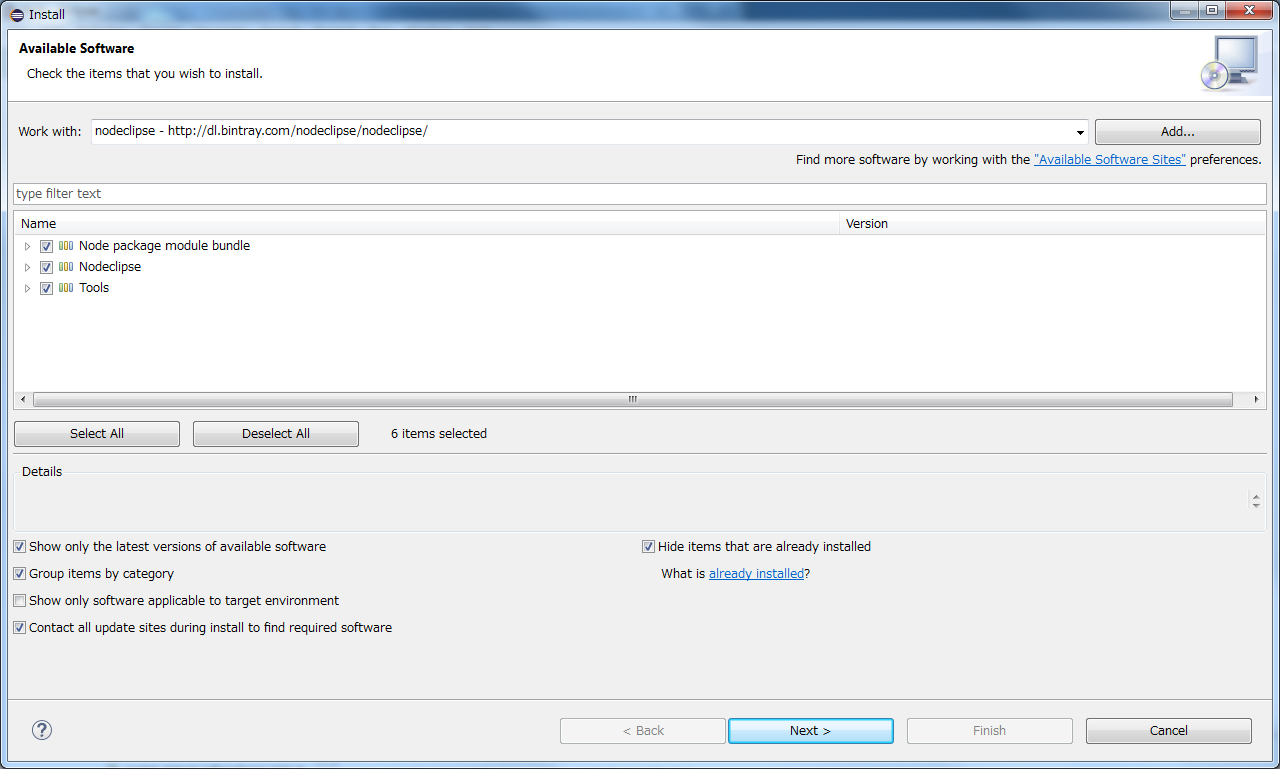 Install
Available Software
Check the items that you wish to install.
Work with: nodeclipse - http://dl.bintray.com/nodeclipse/nodeclipse/ Add...
Find more software by working with the "Available Software Sites" preferences.
type filter text
Name Version
Node package module bundle
Nodeclipse
Tools
Select All Deselect All 6 items selected
Details
Show only the latest versions of available software Hide items that are already installed
Group items by category What is already installed?
Show only software applicable to target environment
Contact all update sites during install to find required software
? < Back Next > Finish Cancel